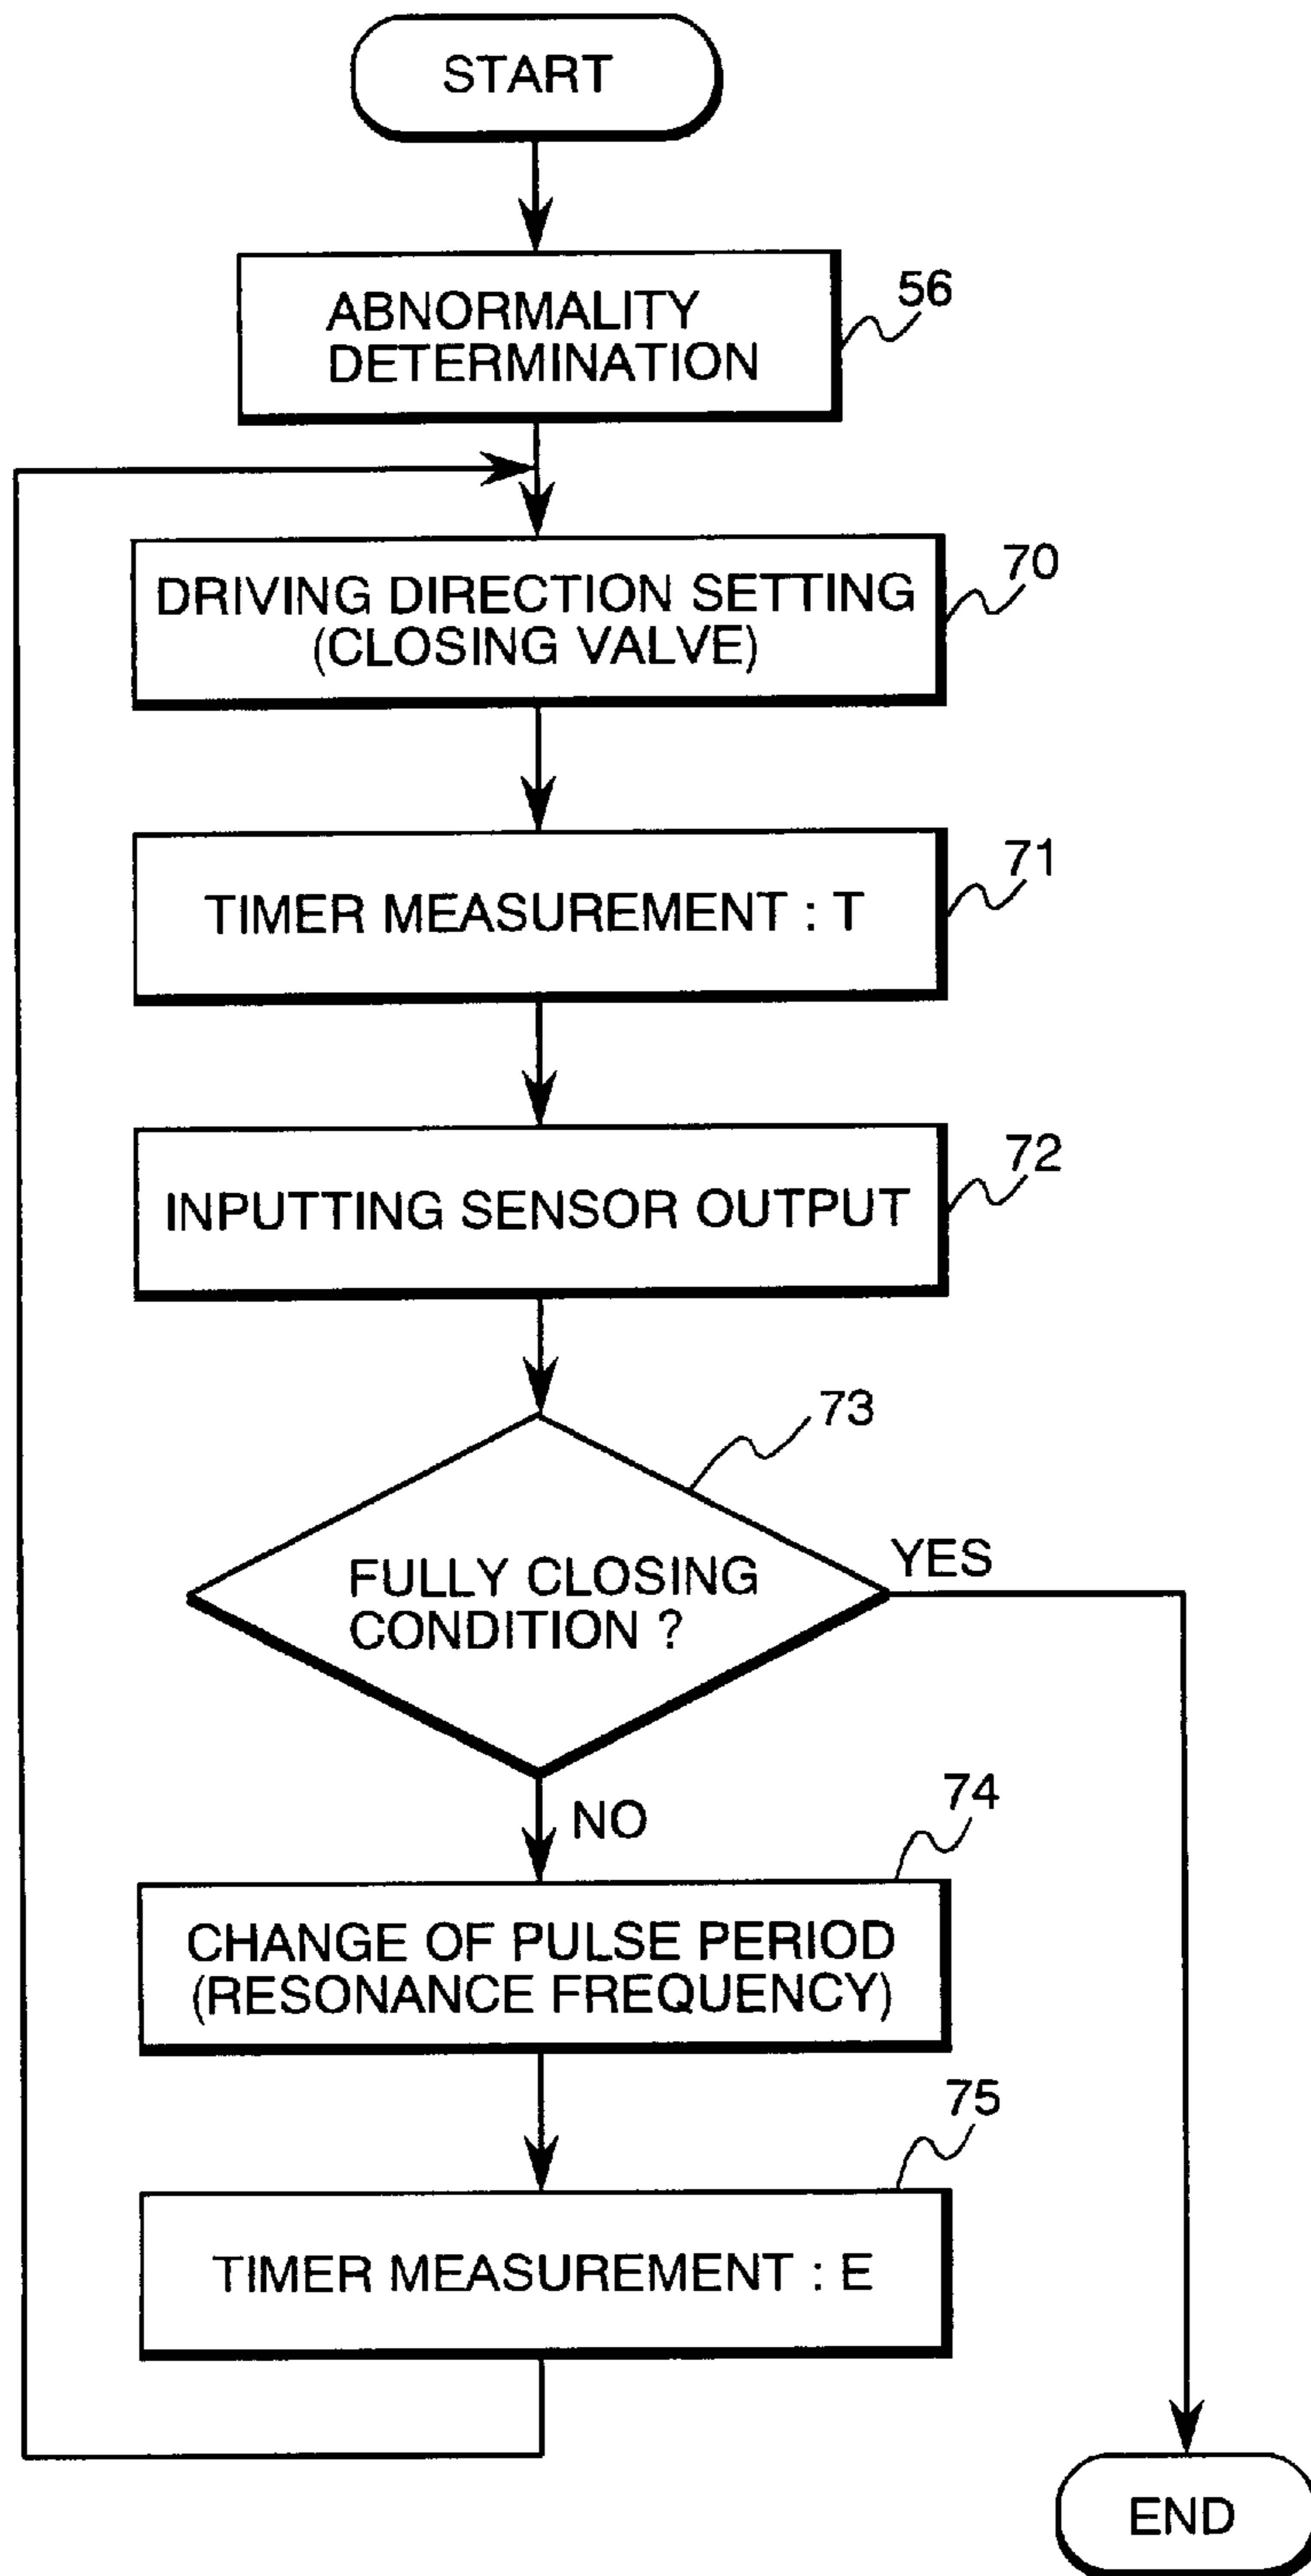 START
ABNORMALITY
DETERMINATION
56
DRIVING DIRECTION SETTING
(CLOSING VALVE)
70
TIMER MEASUREMENT : T
71
INPUTTING SENSOR OUTPUT
72
73
FULLY CLOSING
CONDITION ?
YES
NO
74
CHANGE OF PULSE PERIOD
(RESONANCE FREQUENCY)
75
TIMER MEASUREMENT : E
END